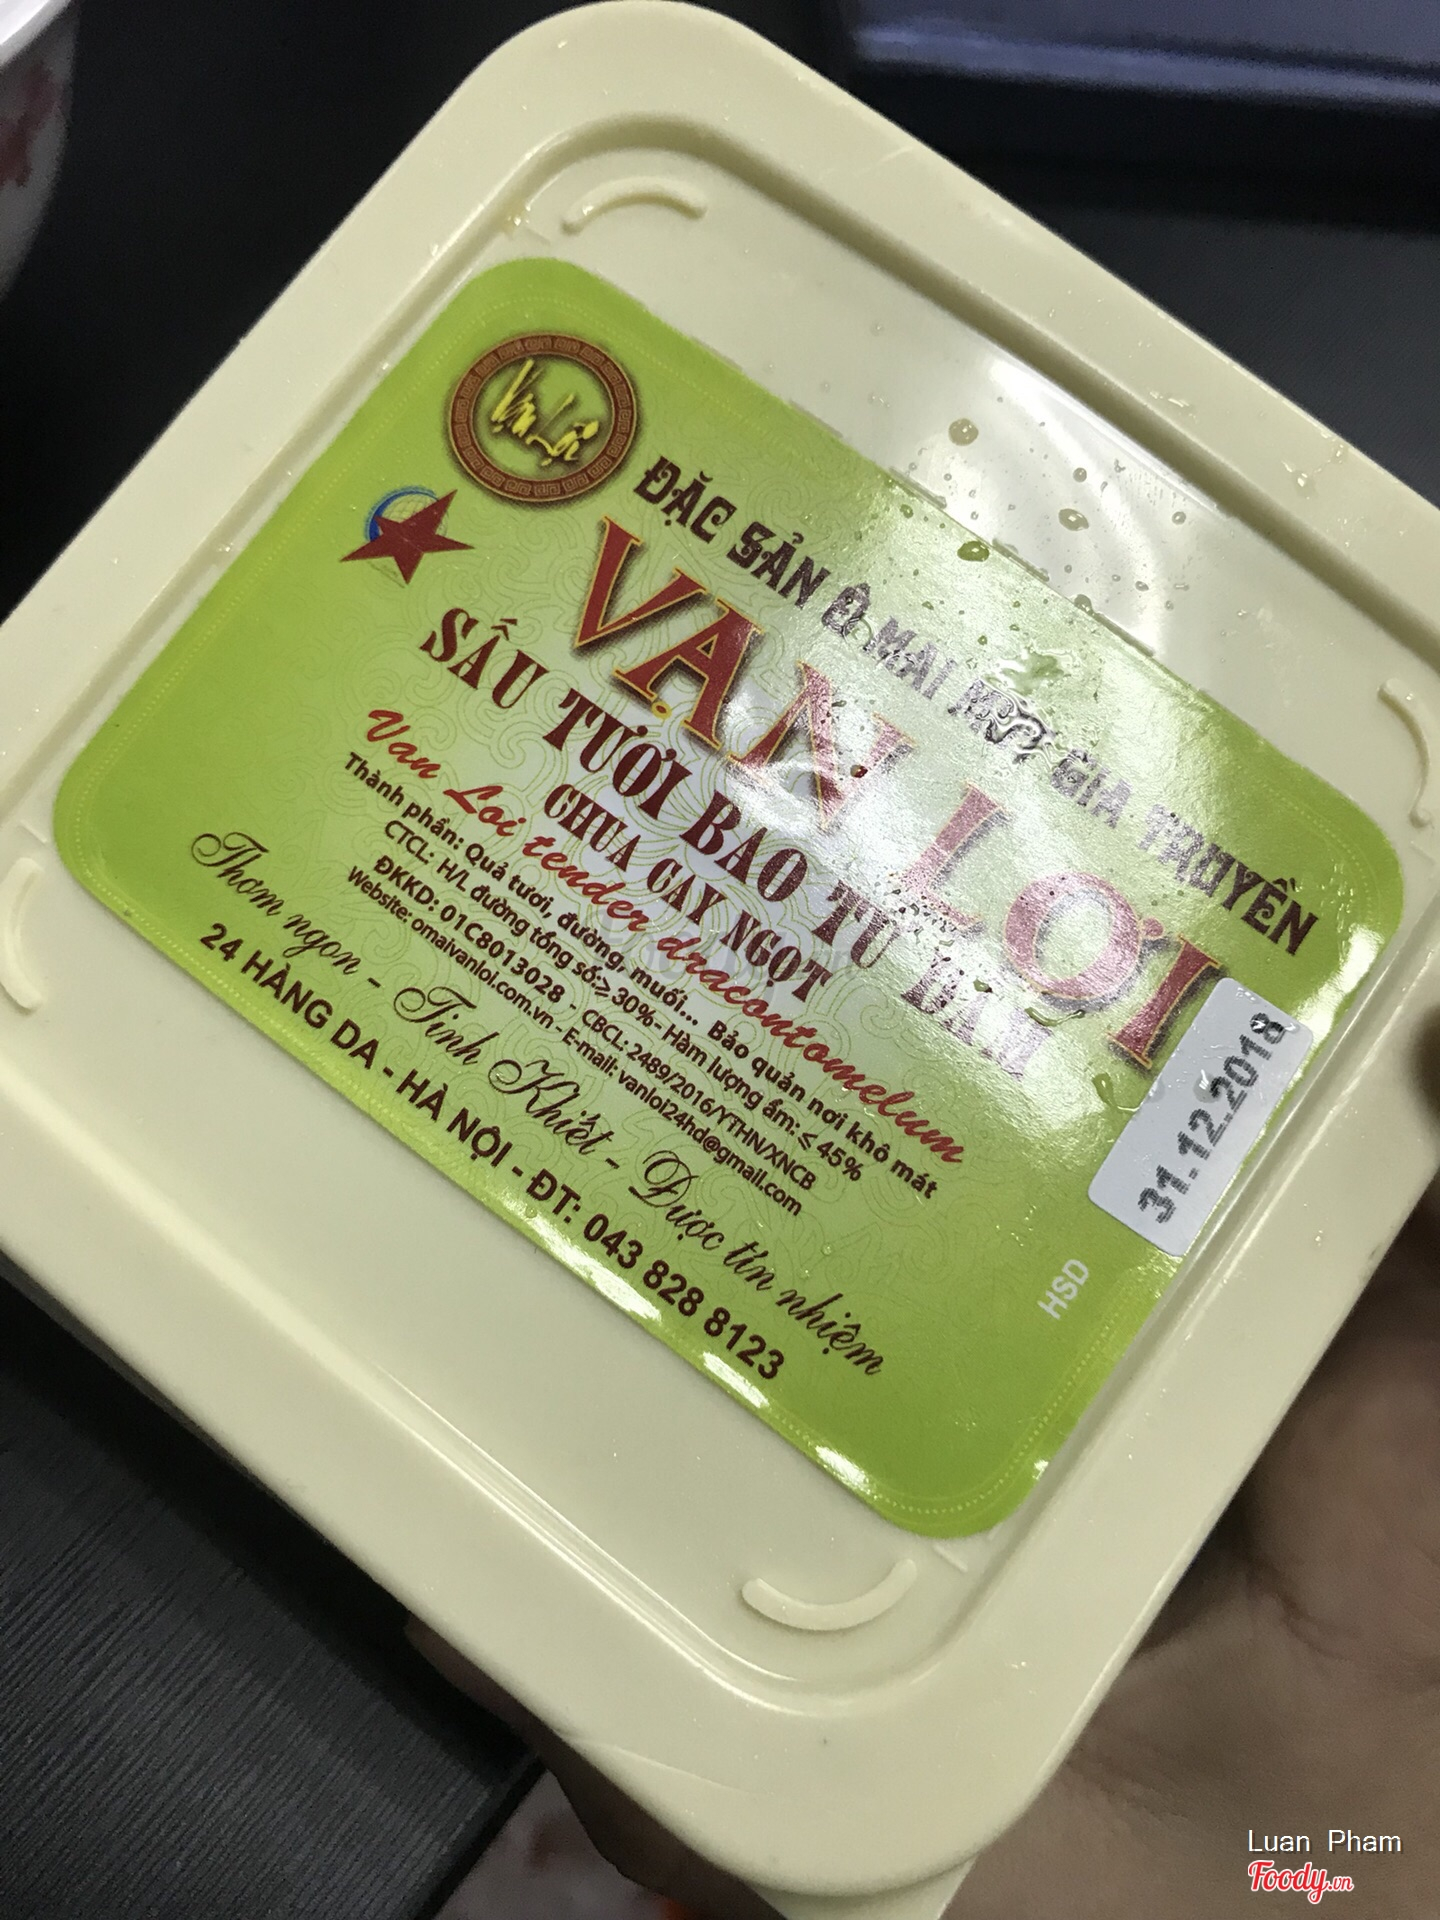 Vạn Lợi
ĐẶC SẢN Ô MAI MỨT GIA TRUYỀN
VẠN LỢI
SẤU TƯƠI BAO TỬ DẦM
CHUA CAY NGỌT
Van Loi tender dracontomelum
Thành phần: Quả tươi, đường, muối... Bảo quản nơi khô mát
CTCL: H/L đường tổng số:≥ 30%- Hàm lượng ẩm:≤ 45%
ĐKKD: 01C8013028 - CBCL: 2489/2016/YTHN/XNCB
Website: omaivanloi.com.vn - E-mail: vanloi24hd@gmail.com
Thơm ngon - Tinh Khiết - Được tín nhiệm
24 HÀNG DA - HÀ NỘI - ĐT: 043 828 8123
31.12.2018
HSD
Luan Pham
Foody.vn